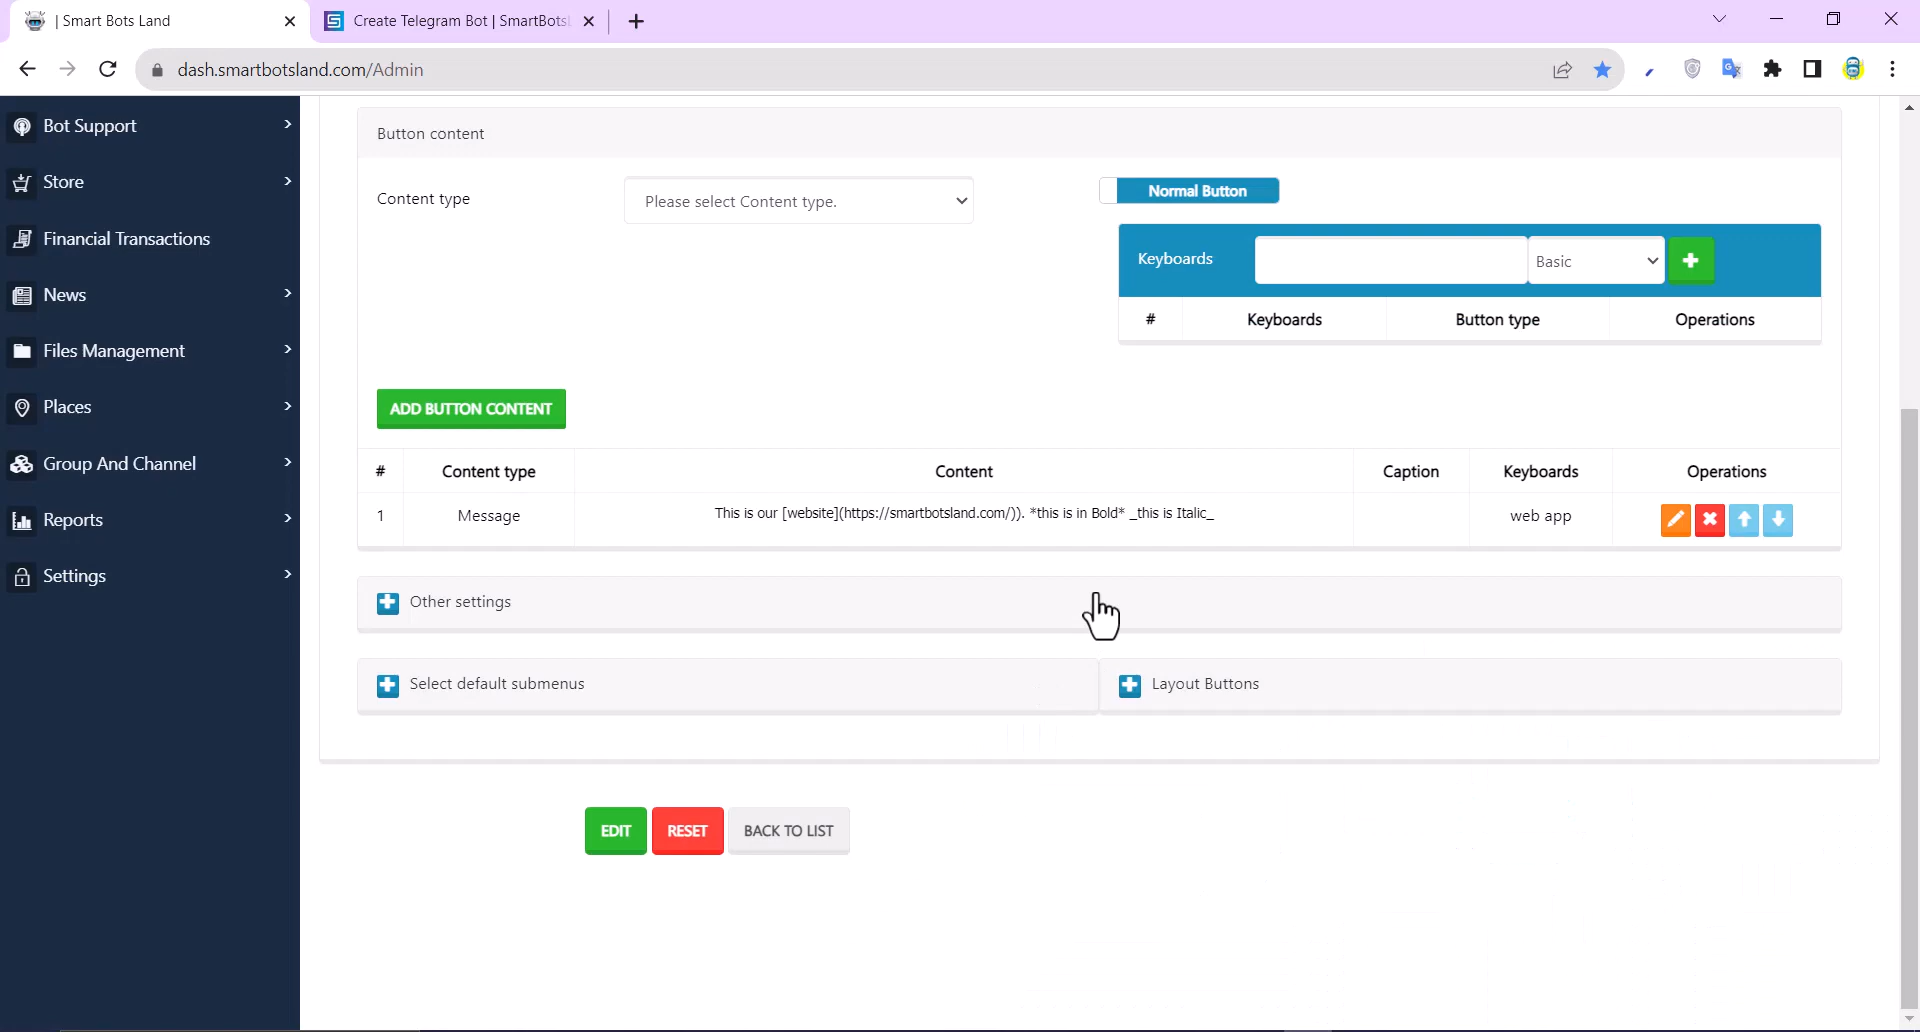 | Smart Bots Land
Create Telegram Bot | SmartBotsL
dash.smartbotsland.com/Admin
Bot Support
Store
Financial Transactions
News
Files Management
Places
Group And Channel
Reports
Settings
Button content
Content type
Please select Content type.
Normal Button
Keyboards
Basic
# Keyboards Button type Operations
ADD BUTTON CONTENT
# Content type Content Caption Keyboards Operations
1 Message This is our [website](https://smartbotsland.com/)). *this is in Bold* _this is Italic_ web app
Other settings
Select default submenus
Layout Buttons
EDIT RESET BACK TO LIST